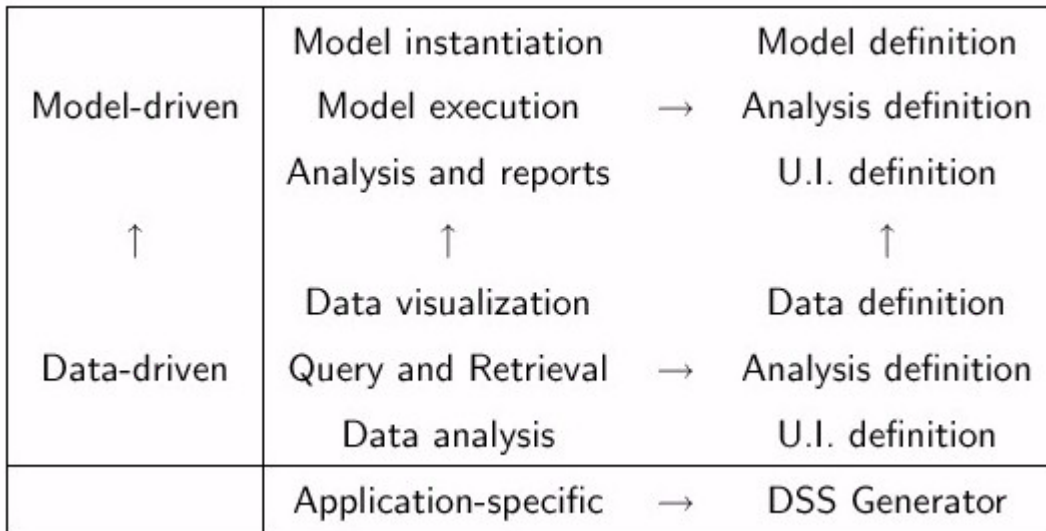 Model instantiation Model definition
Model-driven Model execution → Analysis definition
Analysis and reports U.I. definition
↑ ↑ ↑
Data visualization Data definition
Data-driven Query and Retrieval → Analysis definition
Data analysis U.I. definition
Application-specific → DSS Generator